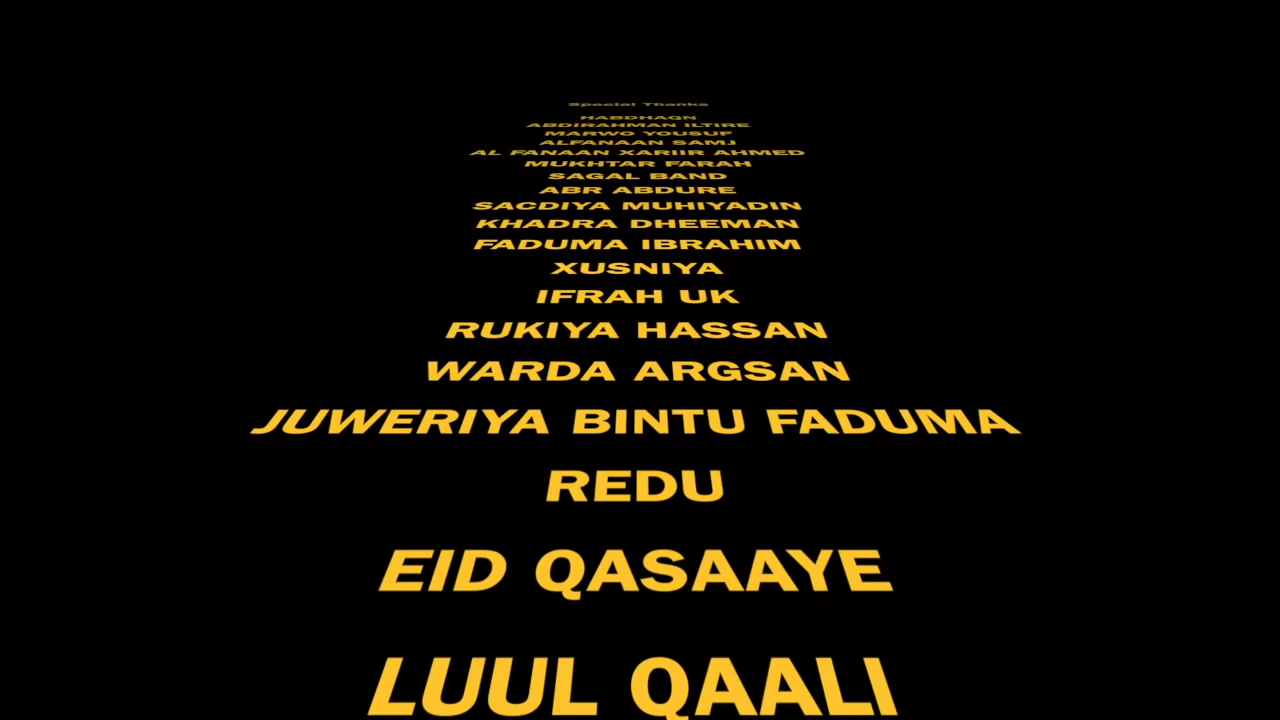 Special Thanks
HABDHAQN
ABDIRAHMAN ILTIRE
MARWO YOUSUF
ALFANAAN SAMJ
AL FANAAN XARIIR AHMED
MUKHTAR FARAH
SAGAL BAND
ABR ABDURE
SACDIYA MUHIYADIN
KHADRA DHEEMAN
FADUMA IBRAHIM
XUSNIYA
IFRAH UK
RUKIYA HASSAN
WARDA ARGSAN
JUWERIYA BINTU FADUMA
REDU
EID QASAAYE
LUUL QAALI